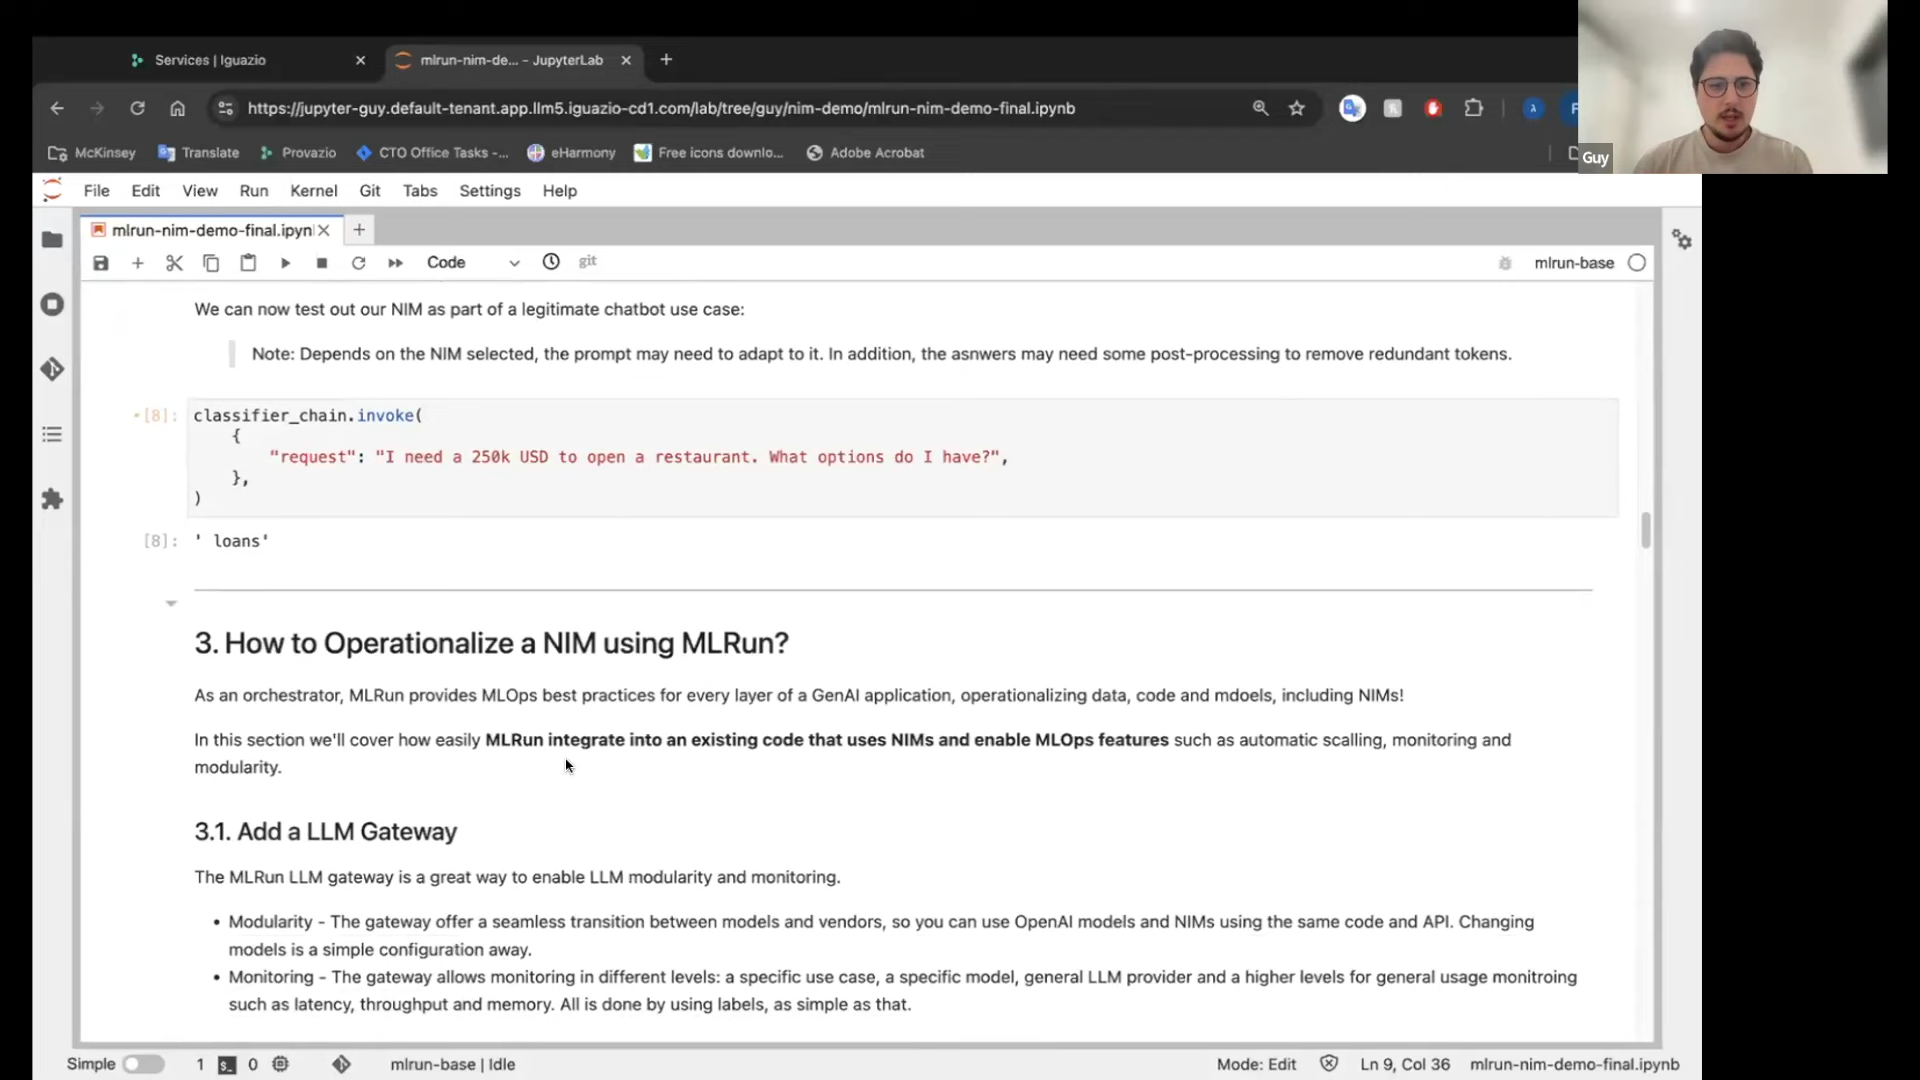 Services | Iguazio
mlrun-nim-de... - JupyterLab
https://jupyter-guy.default-tenant.app.llm5.iguazio-cd1.com/lab/tree/guy/nim-demo/mlrun-nim-demo-final.ipynb
McKinsey Translate Provazio CTO Office Tasks -... eHarmony Free icons downlo... Adobe Acrobat
Guy
File Edit View Run Kernel Git Tabs Settings Help
mlrun-nim-demo-final.ipyn
Code git mlrun-base
We can now test out our NIM as part of a legitimate chatbot use case:
Note: Depends on the NIM selected, the prompt may need to adapt to it. In addition, the asnwers may need some post-processing to remove redundant tokens.
[8]: classifier_chain.invoke(
{
"request": "I need a 250k USD to open a restaurant. What options do I have?",
},
)
[8]: ' loans'
3. How to Operationalize a NIM using MLRun?
As an orchestrator, MLRun provides MLOps best practices for every layer of a GenAI application, operationalizing data, code and mdoels, including NIMs!
In this section we'll cover how easily MLRun integrate into an existing code that uses NIMs and enable MLOps features such as automatic scalling, monitoring and
modularity.
3.1. Add a LLM Gateway
The MLRun LLM gateway is a great way to enable LLM modularity and monitoring.
• Modularity - The gateway offer a seamless transition between models and vendors, so you can use OpenAI models and NIMs using the same code and API. Changing
models is a simple configuration away.
• Monitoring - The gateway allows monitoring in different levels: a specific use case, a specific model, general LLM provider and a higher levels for general usage monitroing
such as latency, throughput and memory. All is done by using labels, as simple as that.
Simple 1 0 mlrun-base | Idle Mode: Edit Ln 9, Col 36 mlrun-nim-demo-final.ipynb